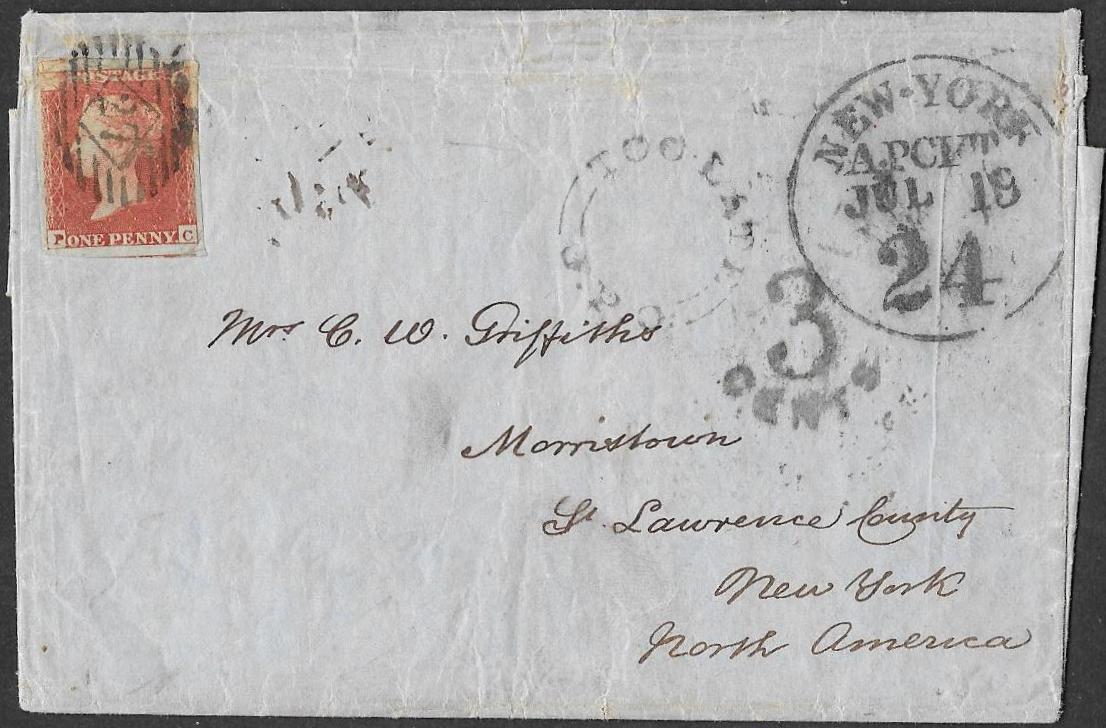 POSTAGE
P ONE PENNY C
TOO-LATE
G.P.O
NEW-YORK
A.PCKT
JUL 19
24
3
CENTS
Mrs C. W. Griffiths
Morristown
St. Lawrence County
New York
North America